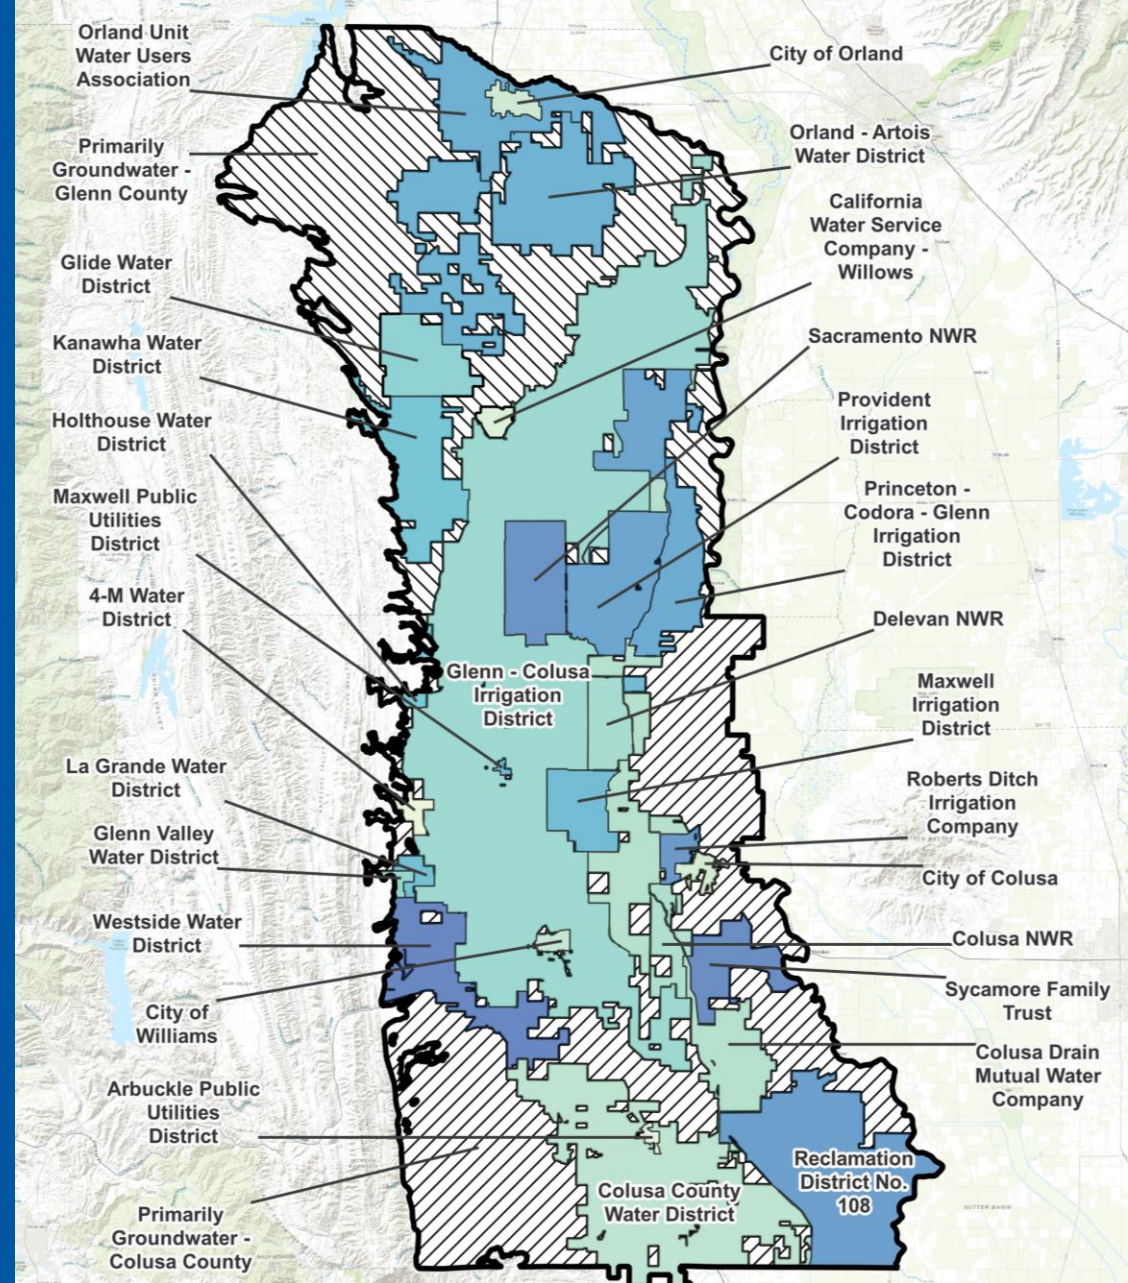 Orland Unit
Water Users
Association
Primarily
Groundwater -
Glenn County
Glide Water
District
Kanawha Water
District
Holthouse Water
District
Maxwell Public
Utilities
District
4-M Water
District
La Grande Water
District
Glenn Valley
Water District
Westside Water
District
City of
Williams
Arbuckle Public
Utilities
District
Primarily
Groundwater -
Colusa County
Glenn - Colusa
Irrigation
District
Colusa County
Water District
Reclamation
District No.
108
City of Orland
Orland - Artois
Water District
California
Water Service
Company -
Willows
Sacramento NWR
Provident
Irrigation
District
Princeton -
Codora - Glenn
Irrigation
District
Delevan NWR
Maxwell
Irrigation
District
Roberts Ditch
Irrigation
Company
City of Colusa
Colusa NWR
Sycamore Family
Trust
Colusa Drain
Mutual Water
Company
SUTTER BASIN